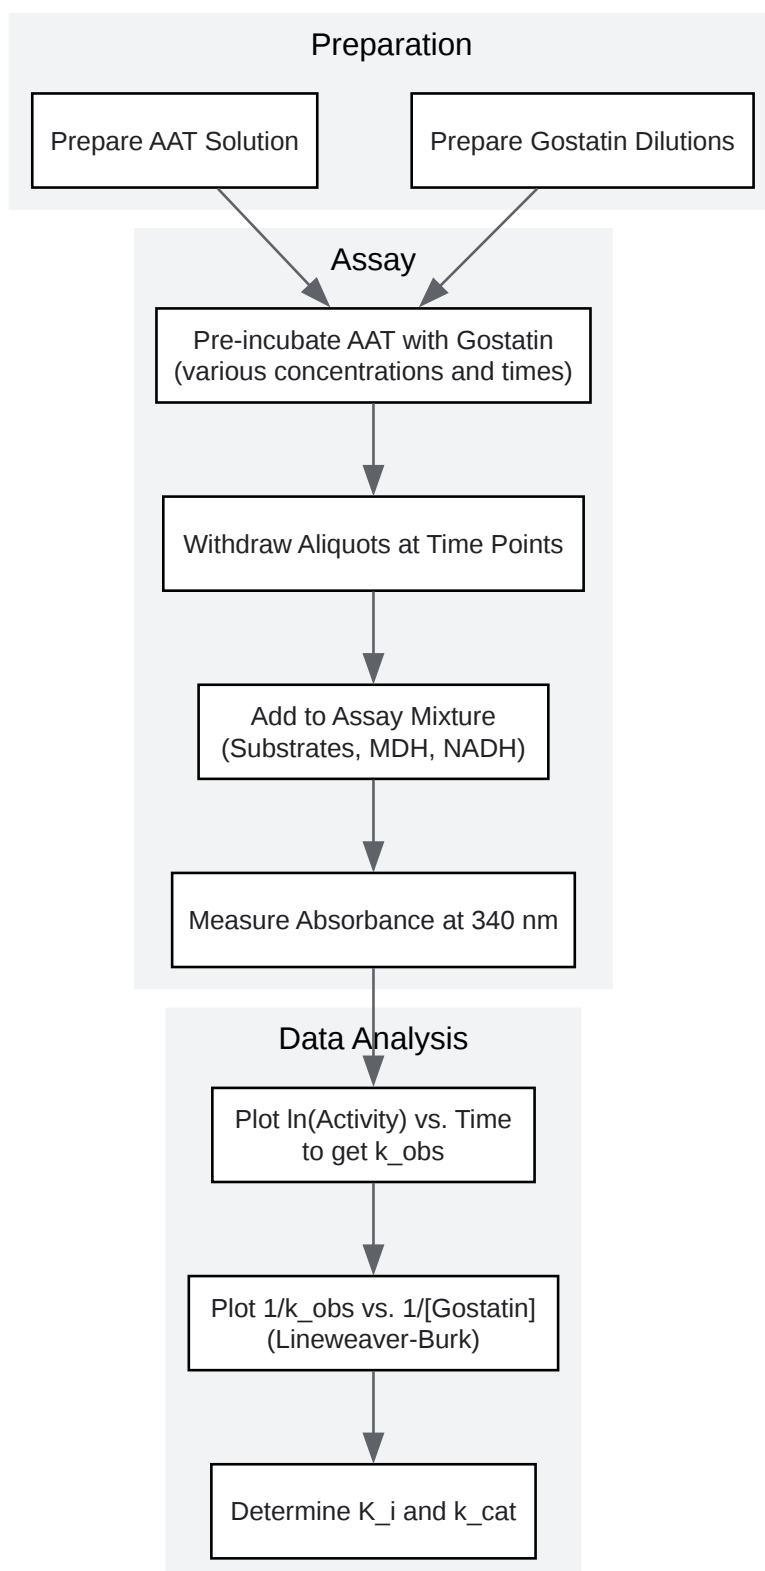 Preparation
Prepare AAT Solution
Prepare Gostatin Dilutions
Assay
Pre-incubate AAT with Gostatin
(various concentrations and times)
Withdraw Aliquots at Time Points
Add to Assay Mixture
(Substrates, MDH, NADH)
Measure Absorbance at 340 nm
Data Analysis
Plot ln(Activity) vs. Time
to get k_obs
Plot 1/k_obs vs. 1/[Gostatin]
(Lineweaver-Burk)
Determine K_i and k_cat